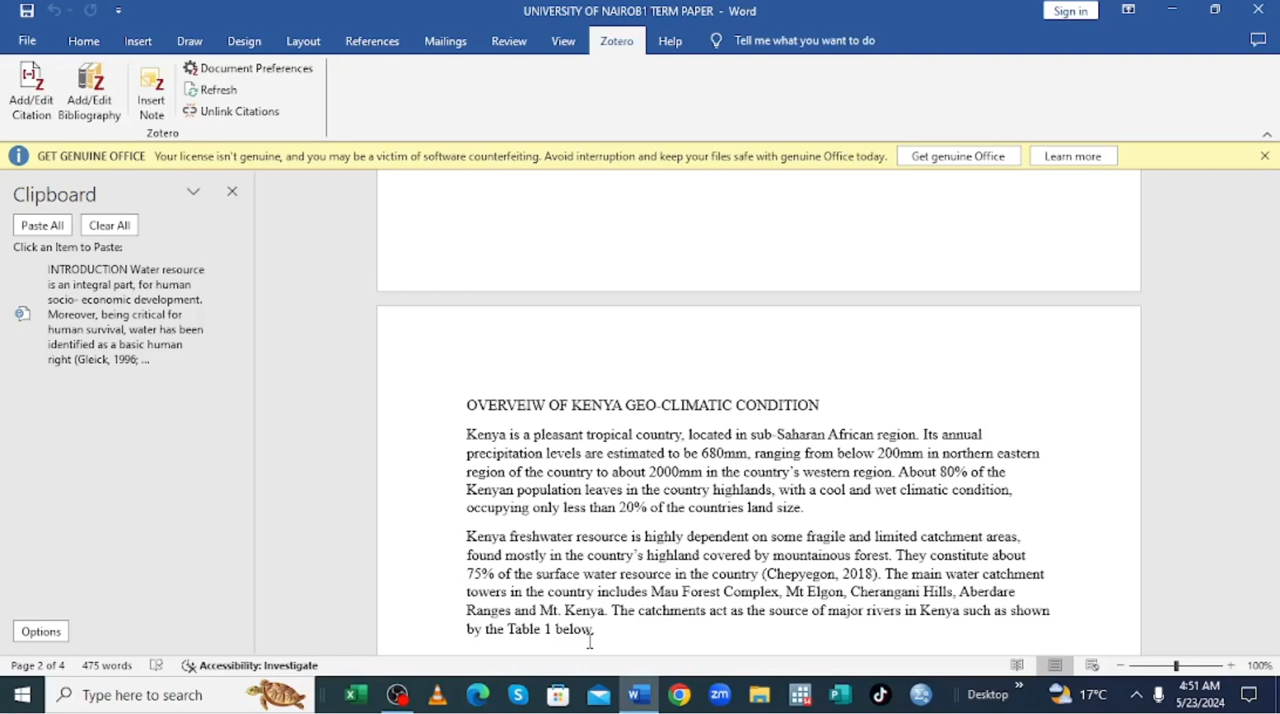 UNIVERSITY OF NAIROB1 TERM PAPER - Word
Sign in
File Home Insert Draw Design Layout References Mailings Review View Zotero Help Tell me what you want to do
Add/Edit Citation
Add/Edit Bibliography
Insert Note
Document Preferences
Refresh
Unlink Citations
Zotero
GET GENUINE OFFICE Your license isn't genuine, and you may be a victim of software counterfeiting. Avoid interruption and keep your files safe with genuine Office today. Get genuine Office Learn more
Clipboard
Paste All Clear All
Click an Item to Paste:
INTRODUCTION Water resource
is an integral part, for human
socio- economic development.
Moreover, being critical for
human survival, water has been
identified as a basic human
right (Gleick, 1996; ...
Options
OVERVEIW OF KENYA GEO-CLIMATIC CONDITION
Kenya is a pleasant tropical country, located in sub-Saharan African region. Its annual
precipitation levels are estimated to be 680mm, ranging from below 200mm in northern eastern
region of the country to about 2000mm in the country's western region. About 80% of the
Kenyan population leaves in the country highlands, with a cool and wet climatic condition,
occupying only less than 20% of the countries land size.
Kenya freshwater resource is highly dependent on some fragile and limited catchment areas,
found mostly in the country's highland covered by mountainous forest. They constitute about
75% of the surface water resource in the country (Chepyegon, 2018). The main water catchment
towers in the country includes Mau Forest Complex, Mt Elgon, Cherangani Hills, Aberdare
Ranges and Mt. Kenya. The catchments act as the source of major rivers in Kenya such as shown
by the Table 1 below.
Page 2 of 4 475 words Accessibility: Investigate 100%
Type here to search
Desktop
17°C
4:51 AM
5/23/2024